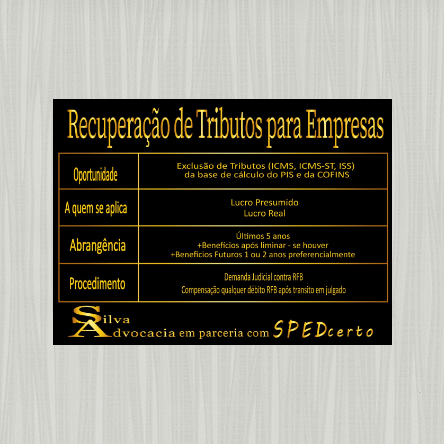 Recuperação de Tributos para Empresas
Oportunidade
Exclusão de Tributos (ICMS, ICMS-ST, ISS)
da base de cálculo do PIS e da COFINS
A quem se aplica
Lucro Presumido
Lucro Real
Abrangência
Últimos 5 anos
+Benefícios após liminar - se houver
+Benefícios Futuros 1 ou 2 anos preferencialmente
Procedimento
Demanda Judicial contra RFB
Compensação qualquer débito RFB após transito em julgado
Silva
Advocacia em parceria com SPEDcerto